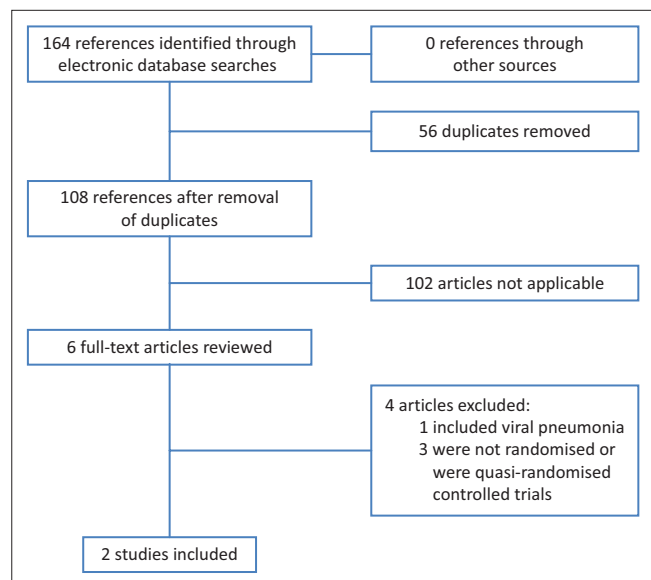 164 references identified through
electronic database searches
0 references through
other sources
56 duplicates removed
108 references after removal
of duplicates
102 articles not applicable
6 full-text articles reviewed
4 articles excluded:
1 included viral pneumonia
3 were not randomised or
were quasi-randomised
controlled trials
2 studies included